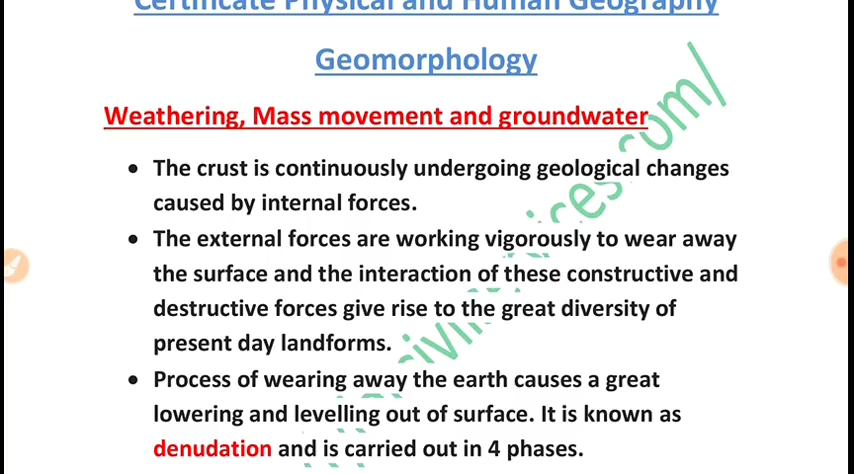 Certificate Physical and Human Geography
Geomorphology
Weathering, Mass movement and groundwater
• The crust is continuously undergoing geological changes
caused by internal forces.
• The external forces are working vigorously to wear away
the surface and the interaction of these constructive and
destructive forces give rise to the great diversity of
present day landforms.
• Process of wearing away the earth causes a great
lowering and levelling out of surface. It is known as
denudation and is carried out in 4 phases.